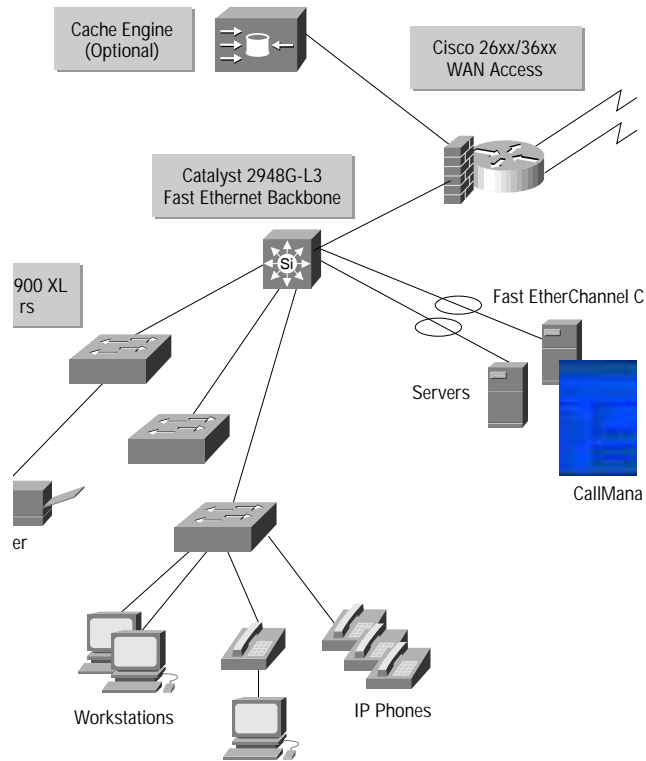 Cache Engine
(Optional)
Cisco 26xx/36xx
WAN Access
Catalyst 2948G-L3
Fast Ethernet Backbone
Si
900 XL
rs
Fast EtherChannel C
Servers
CallMana
er
Workstations
IP Phones